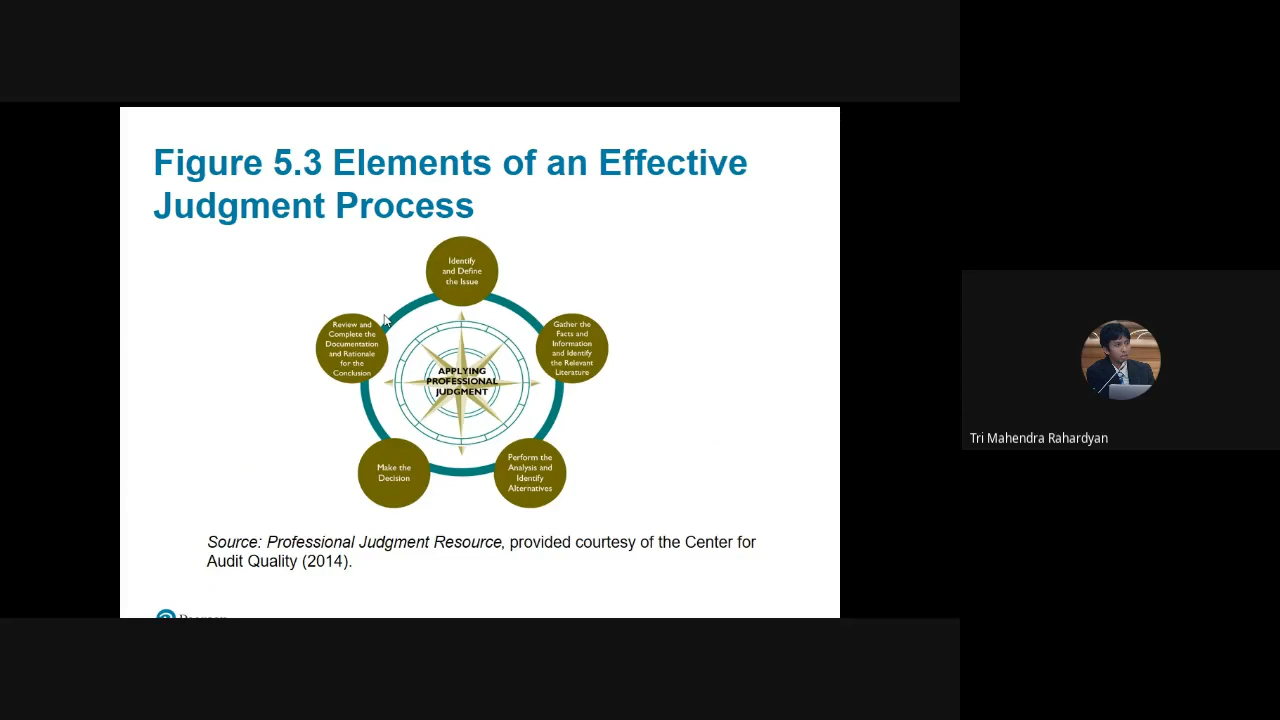 Figure 5.3 Elements of an Effective
Judgment Process
Identify
and Define
the Issue
Gather the
Facts and
Information
and Identify
the Relevant
Literature
Perform the
Analysis and
Identify
Alternatives
Make the
Decision
Review and
Complete the
Documentation
and Rationale
for the
Conclusion
APPLYING
PROFESSIONAL
JUDGMENT
Source: Professional Judgment Resource, provided courtesy of the Center for
Audit Quality (2014).
Pearson
Tri Mahendra Rahardyan